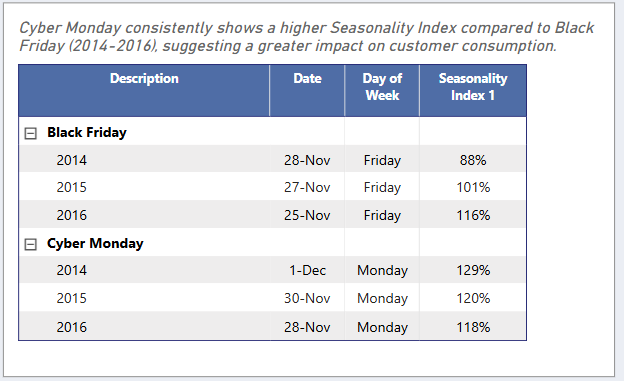 Cyber Monday consistently shows a higher Seasonality Index compared to Black
Friday (2014-2016), suggesting a greater impact on customer consumption.
Description Date Day of Week Seasonality Index 1
Black Friday
2014 28-Nov Friday 88%
2015 27-Nov Friday 101%
2016 25-Nov Friday 116%
Cyber Monday
2014 1-Dec Monday 129%
2015 30-Nov Monday 120%
2016 28-Nov Monday 118%